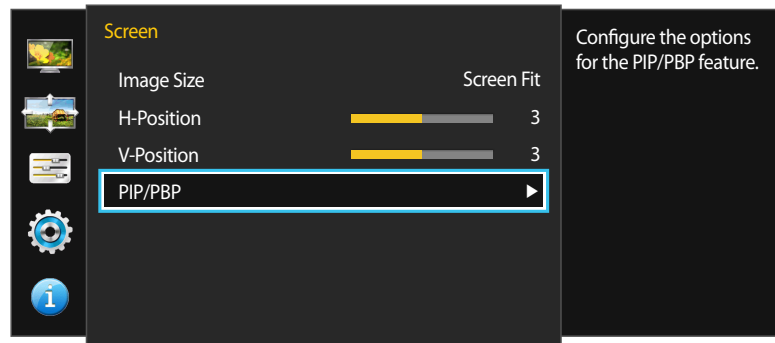 Screen
Image Size Screen Fit
H-Position 3
V-Position 3
PIP/PBP
Configure the options
for the PIP/PBP feature.
i